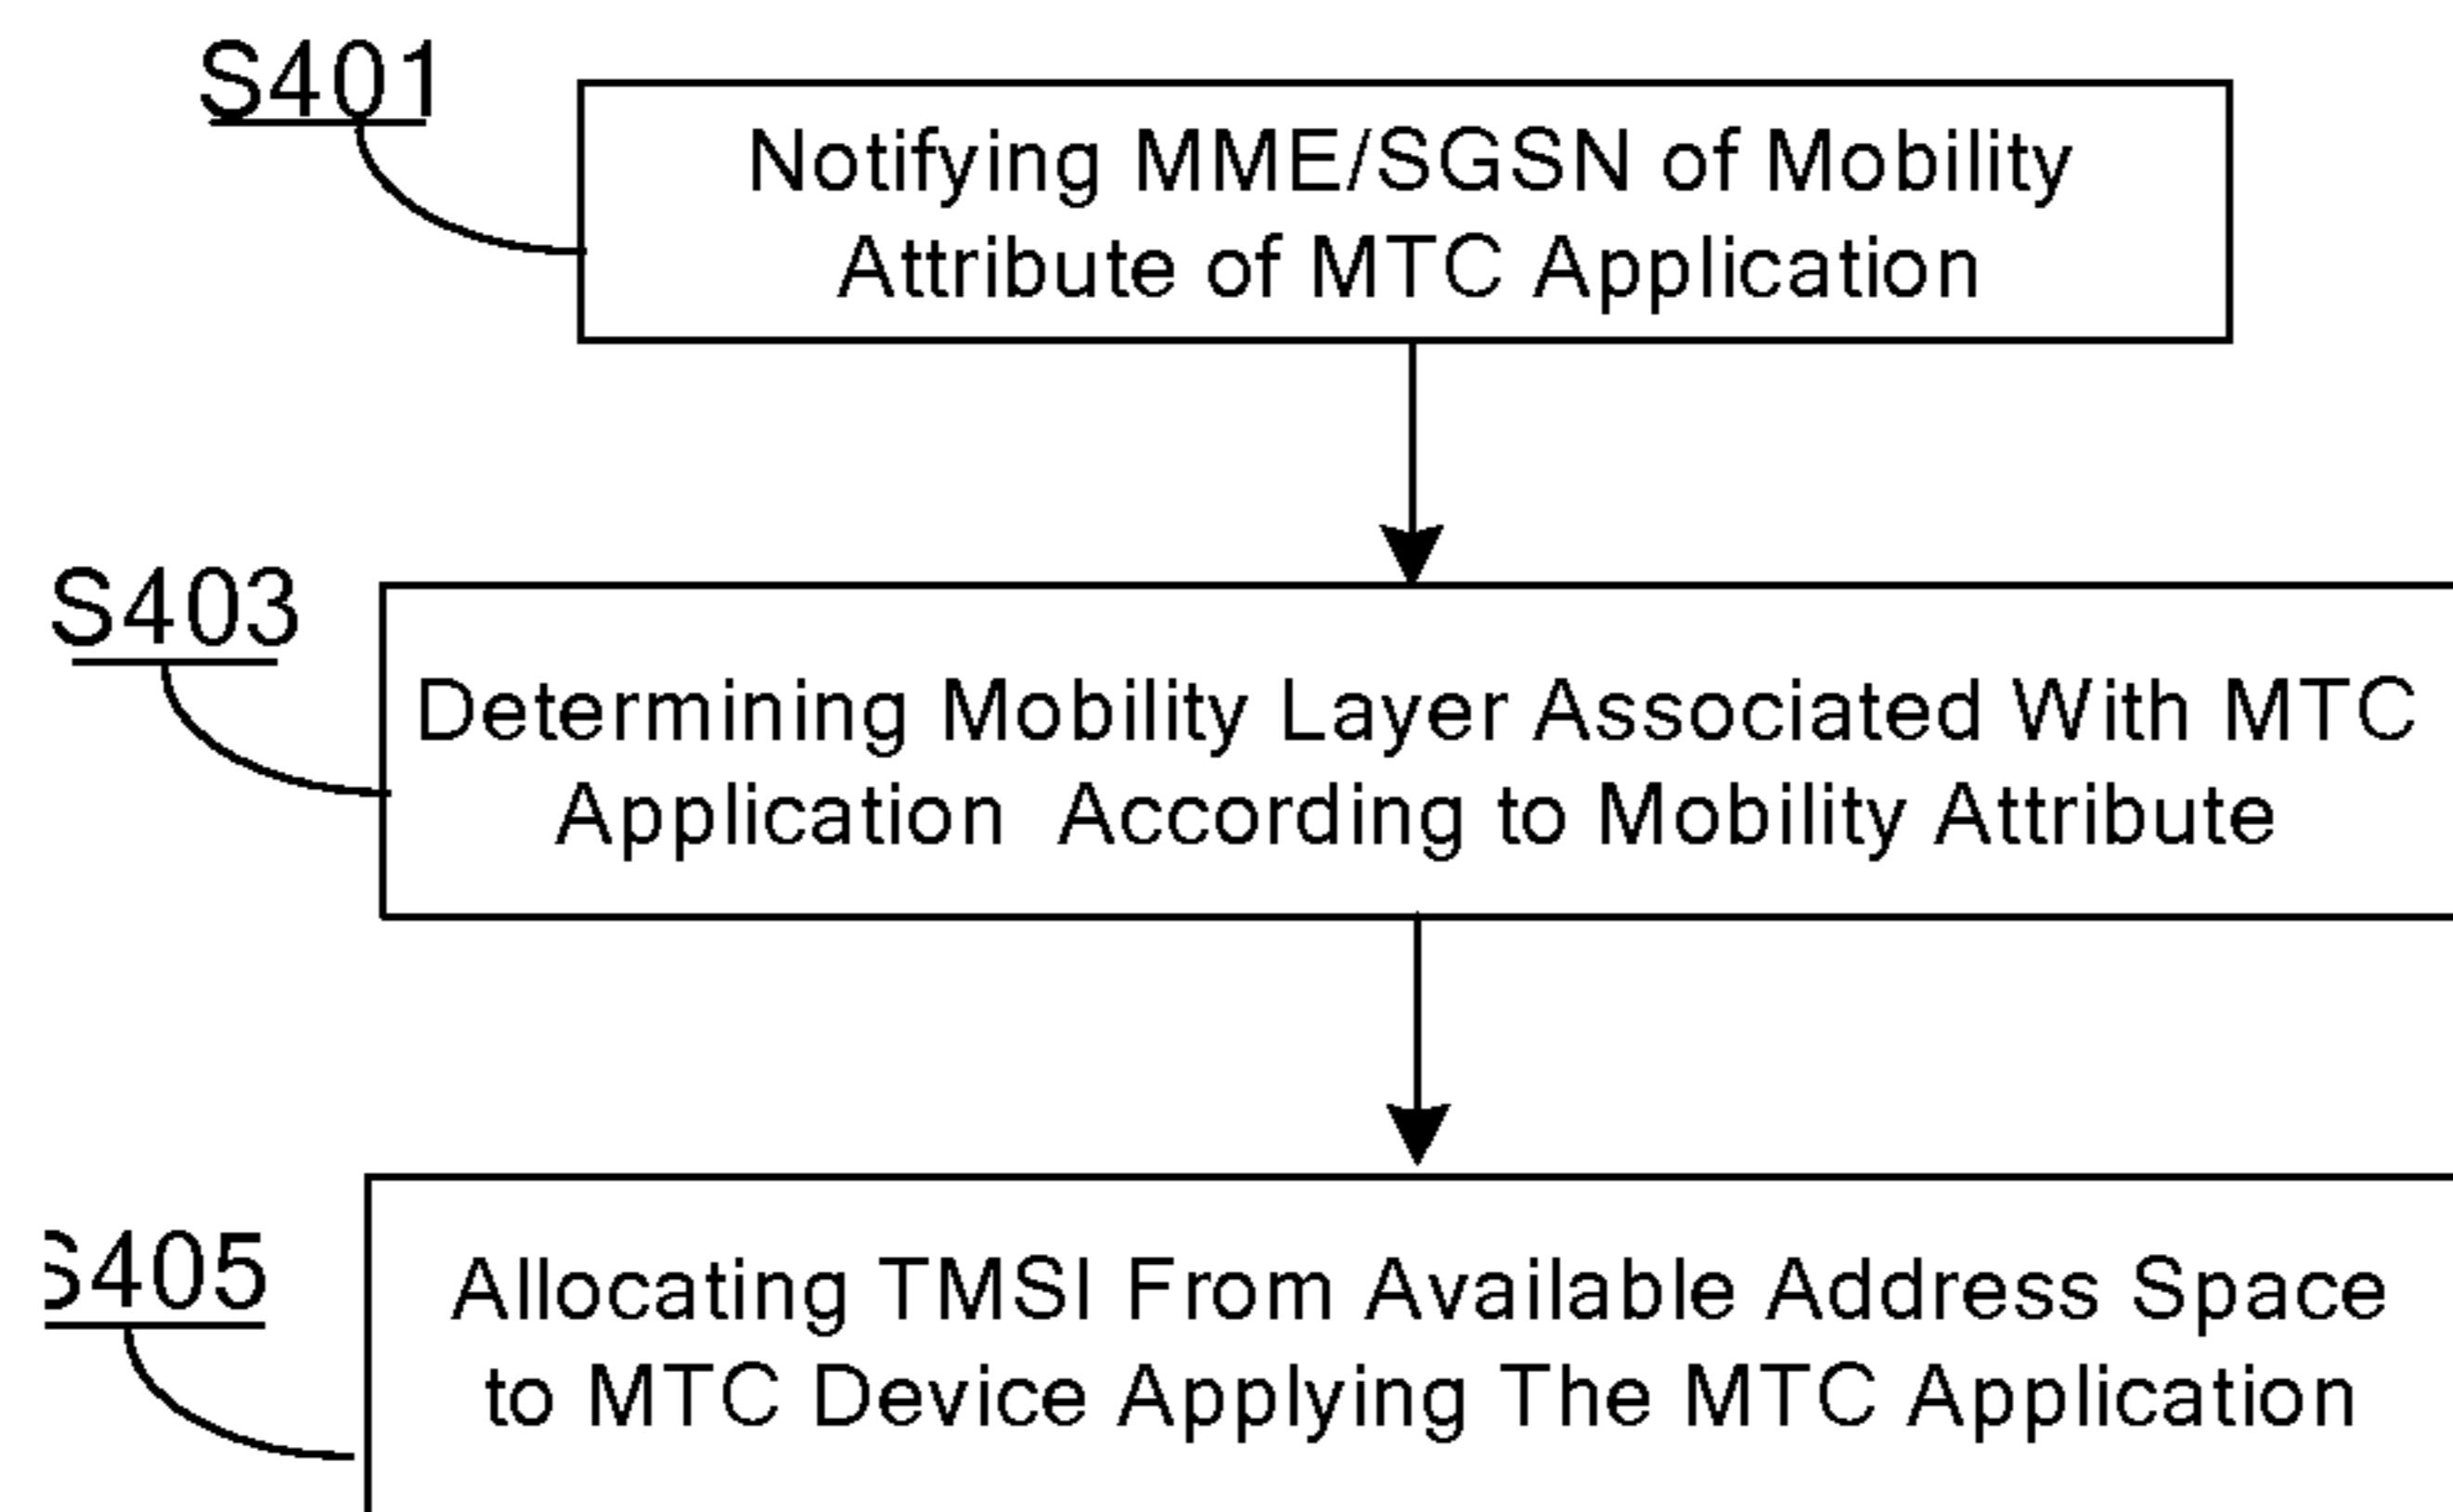 S401
Notifying MME/SGSN of Mobility
Attribute of MTC Application
S403
Determining Mobility Layer Associated With MTC
Application According to Mobility Attribute
S405
Allocating TMSI From Available Address Space
to MTC Device Applying The MTC Application